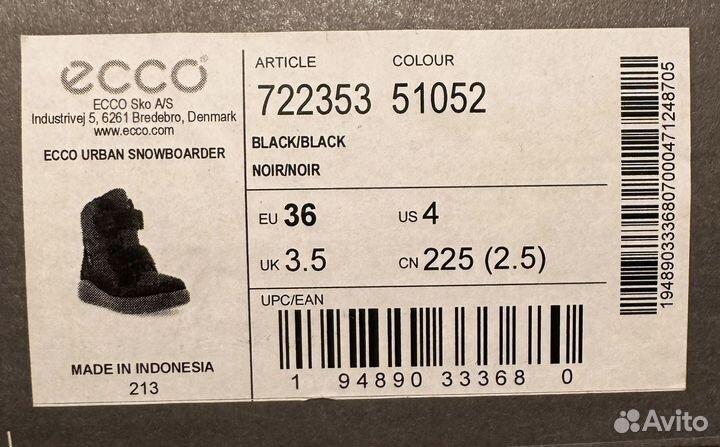 ecco
ECCO Sko A/S
Industrivej 5, 6261 Bredebro, Denmark
www.ecco.com
ECCO URBAN SNOWBOARDER
MADE IN INDONESIA
213
ARTICLE COLOUR
722353 51052
BLACK/BLACK
NOIR/NOIR
EU 36 US 4
UK 3.5 CN 225 (2.5)
UPC/EAN
1 94890 33368 0
194890333680700047124870​5
Avito